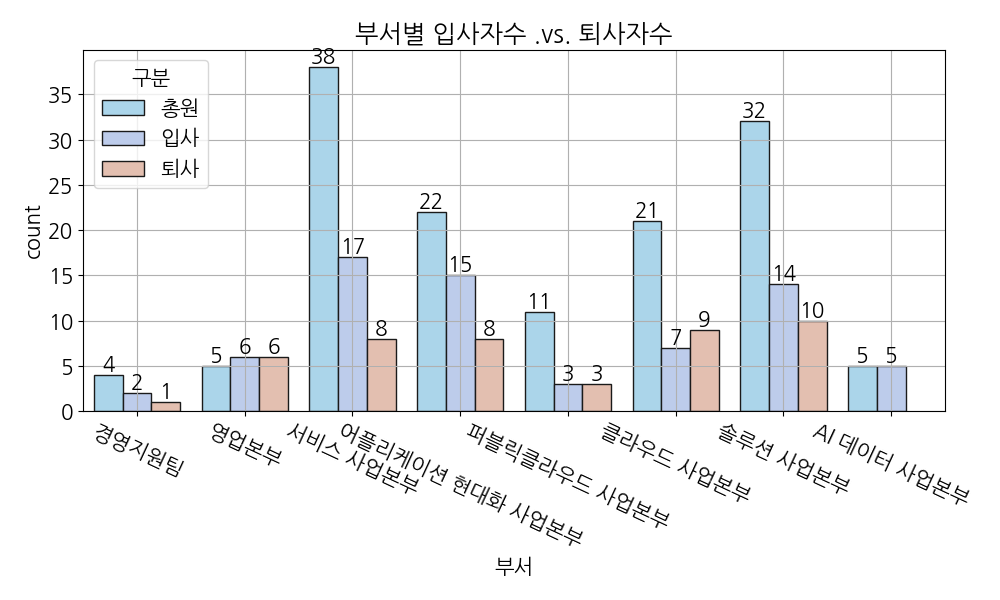 부서별 입사자수 .vs. 퇴사자수
구분
총원
입사
퇴사
count
35
30
25
20
15
10
5
0
4
2
1
5
6
6
38
17
8
22
15
8
11
3
3
21
7
9
32
14
10
5
5
경영지원팀
영업본부
서비스 사업본부
어플리케이션 현대화 사업본부
퍼블릭클라우드 사업본부
클라우드 사업본부
솔루션 사업본부
AI 데이터 사업본부
부서